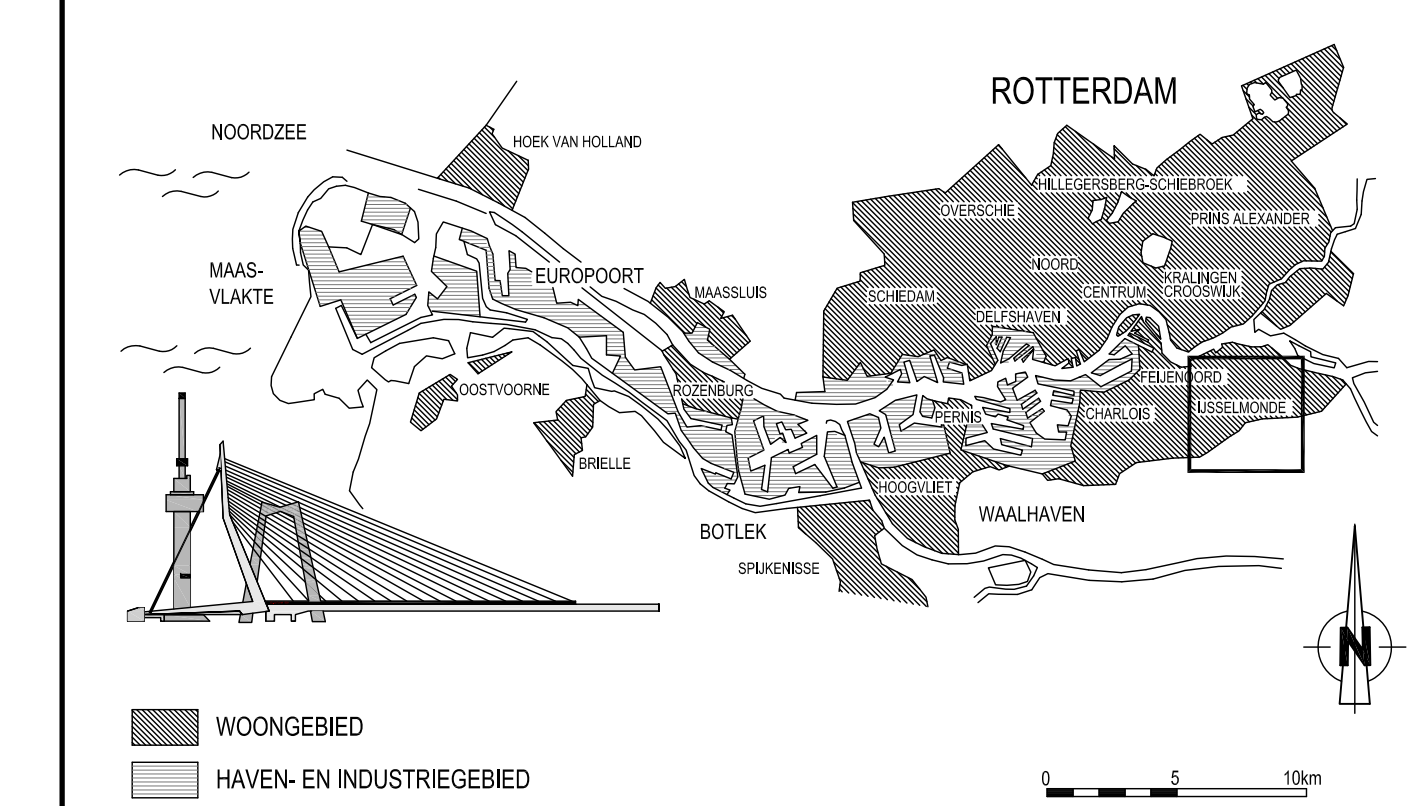 ROTTERDAM
NOORDZEE
HOEK VAN HOLLAND
HILLEGERSBERG-SCHIEBROEK
OVERSCHIE
PRINS ALEXANDER
NOORD
MAAS-
VLAKTE
EUROPOORT
KRALINGEN
CROOSWIJK
MAASSLUIS
SCHIEDAM
CENTRUM
DELFSHAVEN
FEIJENOORD
OOSTVOORNE
ROZENBURG
IJSSELMONDE
PERNIS
CHARLOIS
BRIELLE
HOOGVLIET
WAALHAVEN
BOTLEK
SPIJKENISSE
N
WOONGEBIED
HAVEN- EN INDUSTRIEGEBIED
0 5 10km